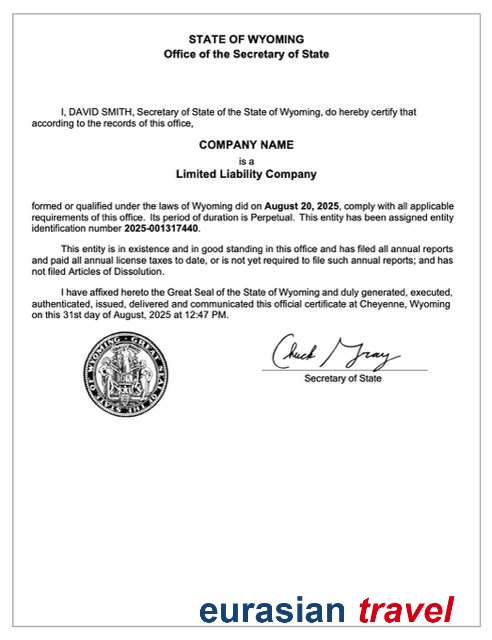 STATE OF WYOMING
Office of the Secretary of State
I, DAVID SMITH, Secretary of State of the State of Wyoming, do hereby certify that
according to the records of this office,
COMPANY NAME
is a
Limited Liability Company
formed or qualified under the laws of Wyoming did on August 20, 2025, comply with all applicable
requirements of this office. Its period of duration is Perpetual. This entity has been assigned entity
identification number 2025-001317440.
This entity is in existence and in good standing in this office and has filed all annual reports
and paid all annual license taxes to date, or is not yet required to file such annual reports; and has
not filed Articles of Dissolution.
I have affixed hereto the Great Seal of the State of Wyoming and duly generated, executed,
authenticated, issued, delivered and communicated this official certificate at Cheyenne, Wyoming
on this 31st day of August, 2025 at 12:47 PM.
GREAT SEAL OF THE STATE OF WYOMING
Chuck Gray
Secretary of State
eurasian travel